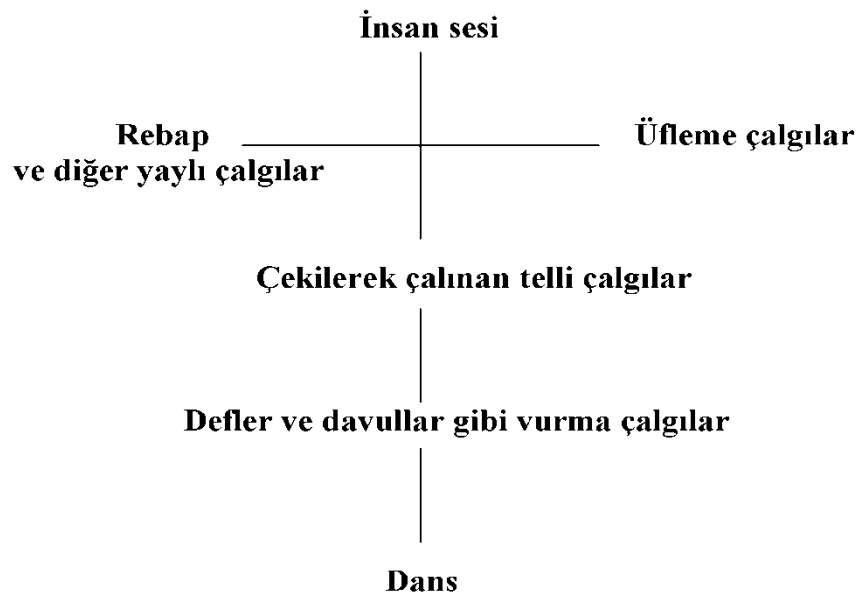 İnsan sesi
Rebap
ve diğer yaylı çalgılar
Üfleme çalgılar
Çekilerek çalınan telli çalgılar
Defler ve davullar gibi vurma çalgılar
Dans